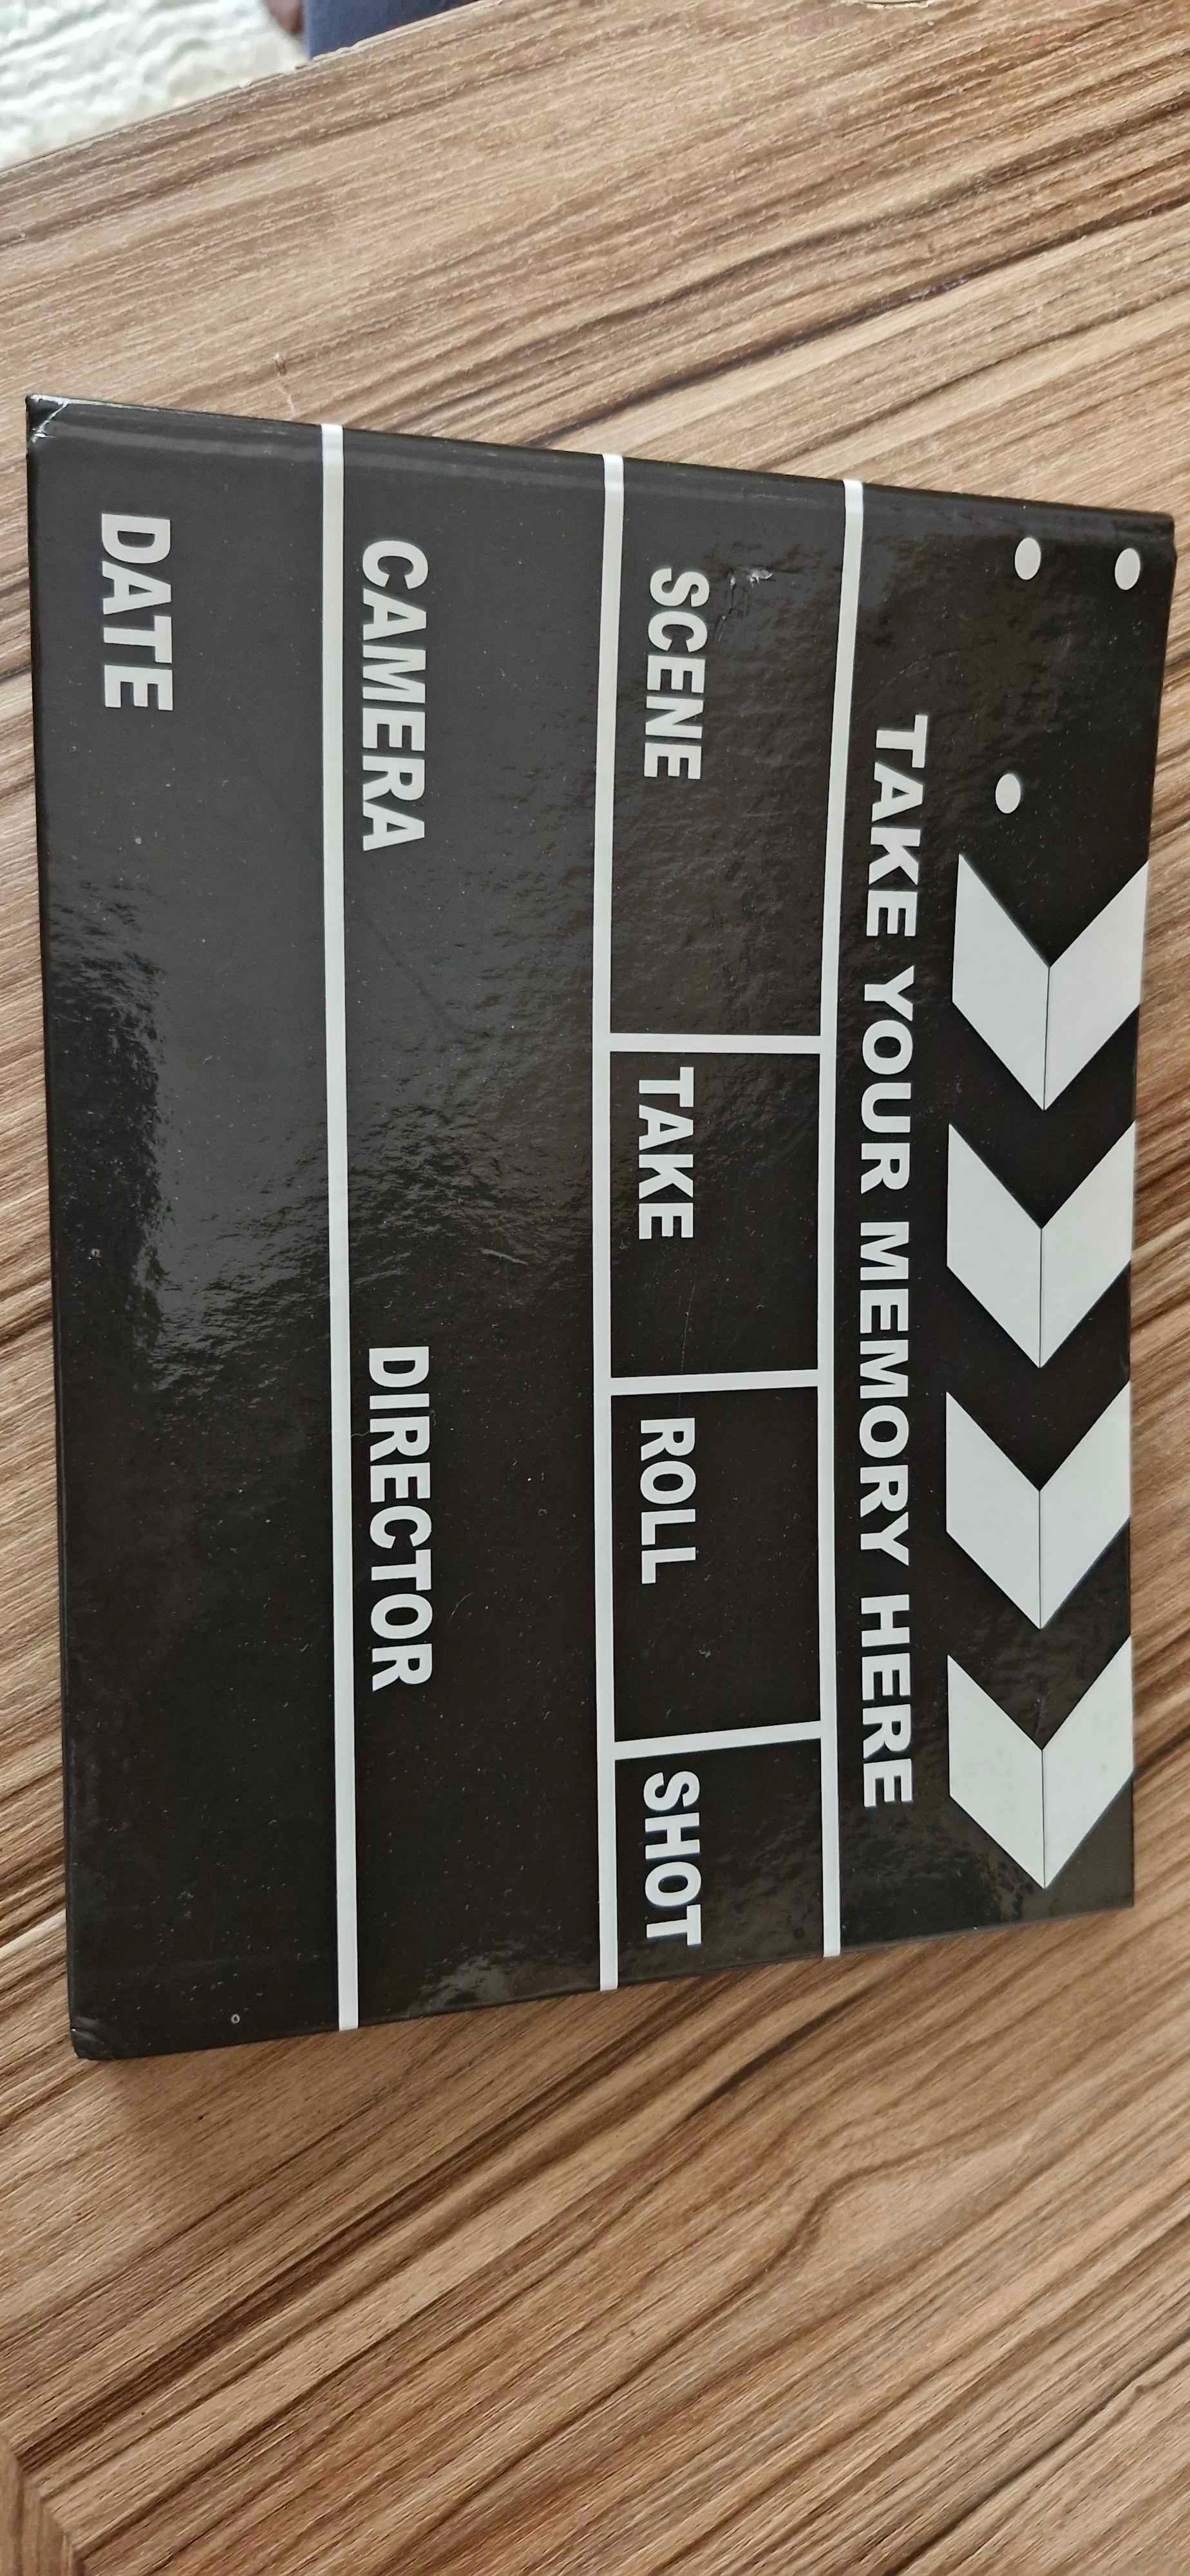 TAKE YOUR MEMORY HERE
SCENE TAKE ROLL SHOT
CAMERA DIRECTOR
DATE